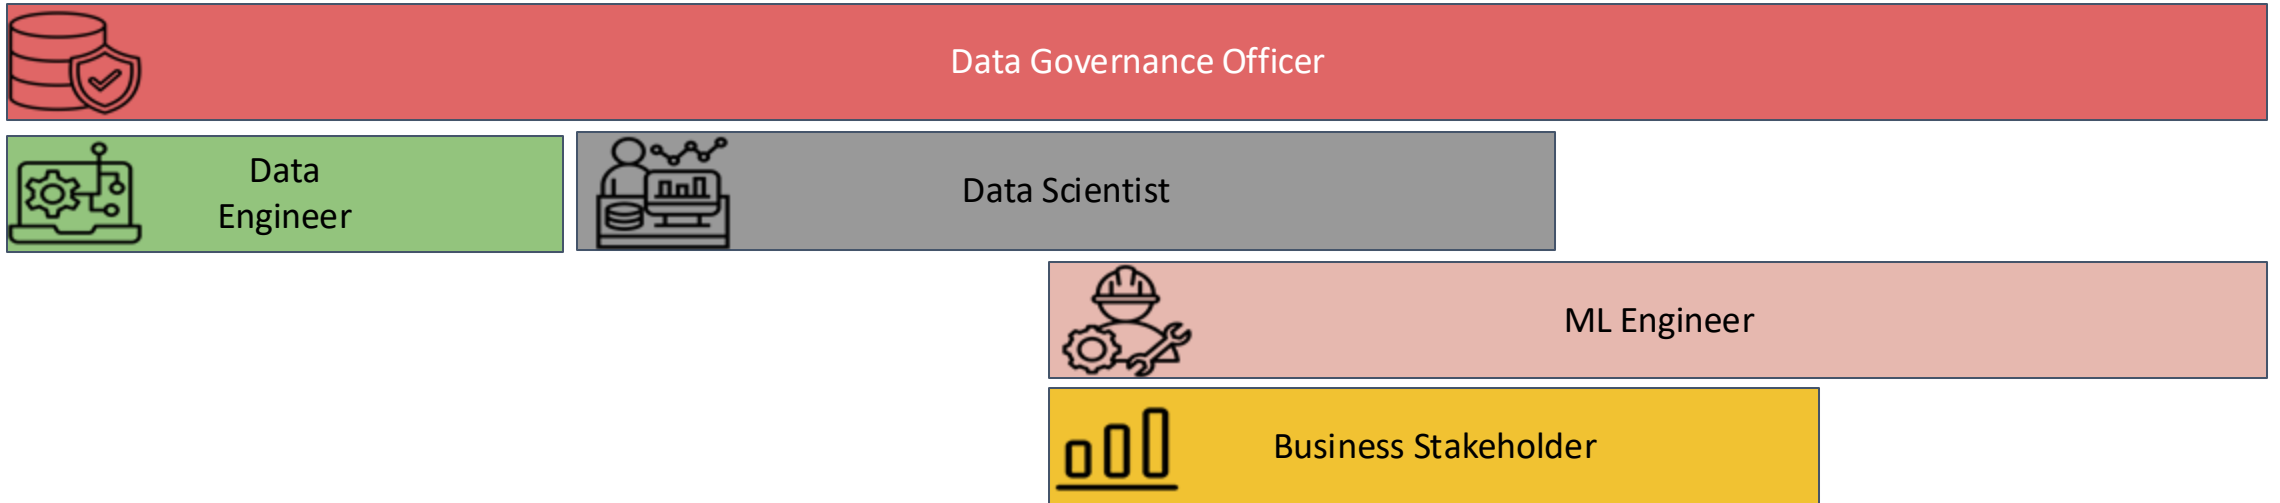 Data Governance Officer
Data
Engineer
Data Scientist
ML Engineer
Business Stakeholder